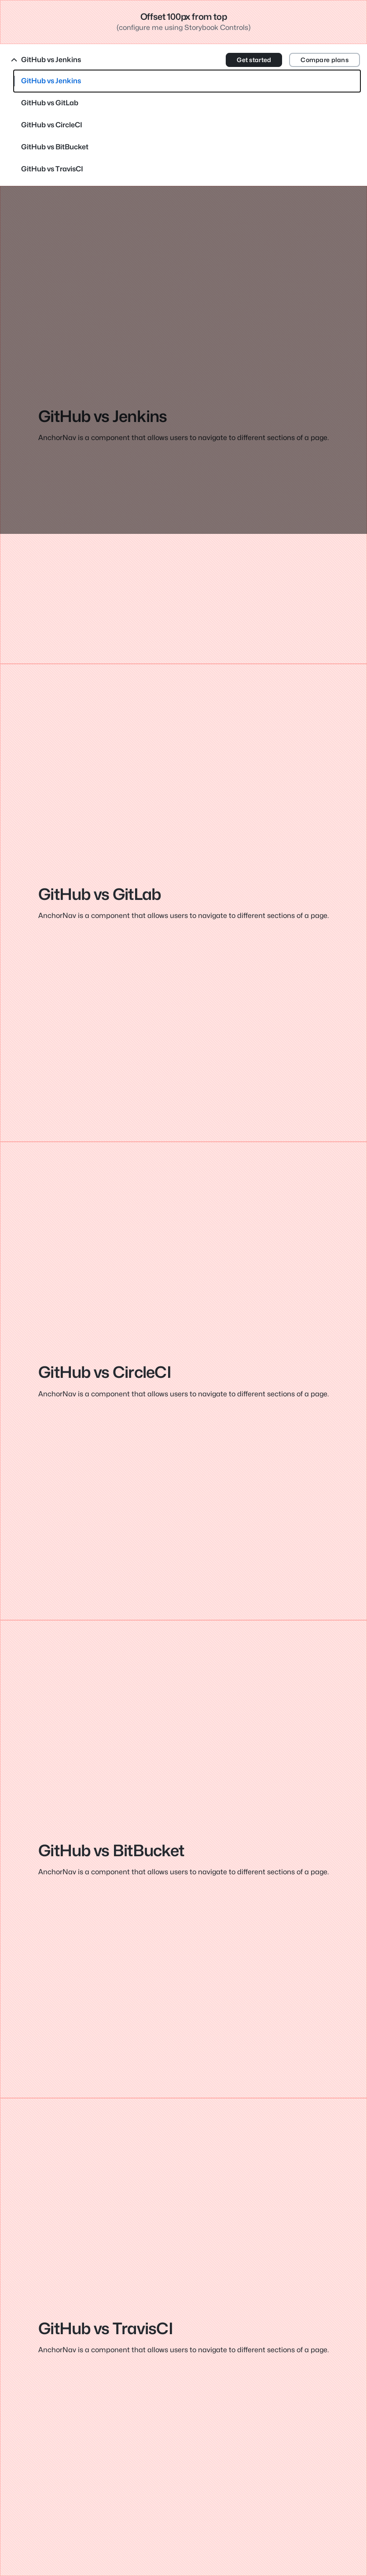 Offset 100px from top
(configure me using Storybook Controls)
GitHub vs Jenkins
Get started
Compare plans
GitHub vs Jenkins
GitHub vs GitLab
GitHub vs CircleCI
GitHub vs BitBucket
GitHub vs TravisCI
GitHub vs Jenkins
AnchorNav is a component that allows users to navigate to different sections of a page.
GitHub vs GitLab
AnchorNav is a component that allows users to navigate to different sections of a page.
GitHub vs CircleCI
AnchorNav is a component that allows users to navigate to different sections of a page.
GitHub vs BitBucket
AnchorNav is a component that allows users to navigate to different sections of a page.
GitHub vs TravisCI
AnchorNav is a component that allows users to navigate to different sections of a page.